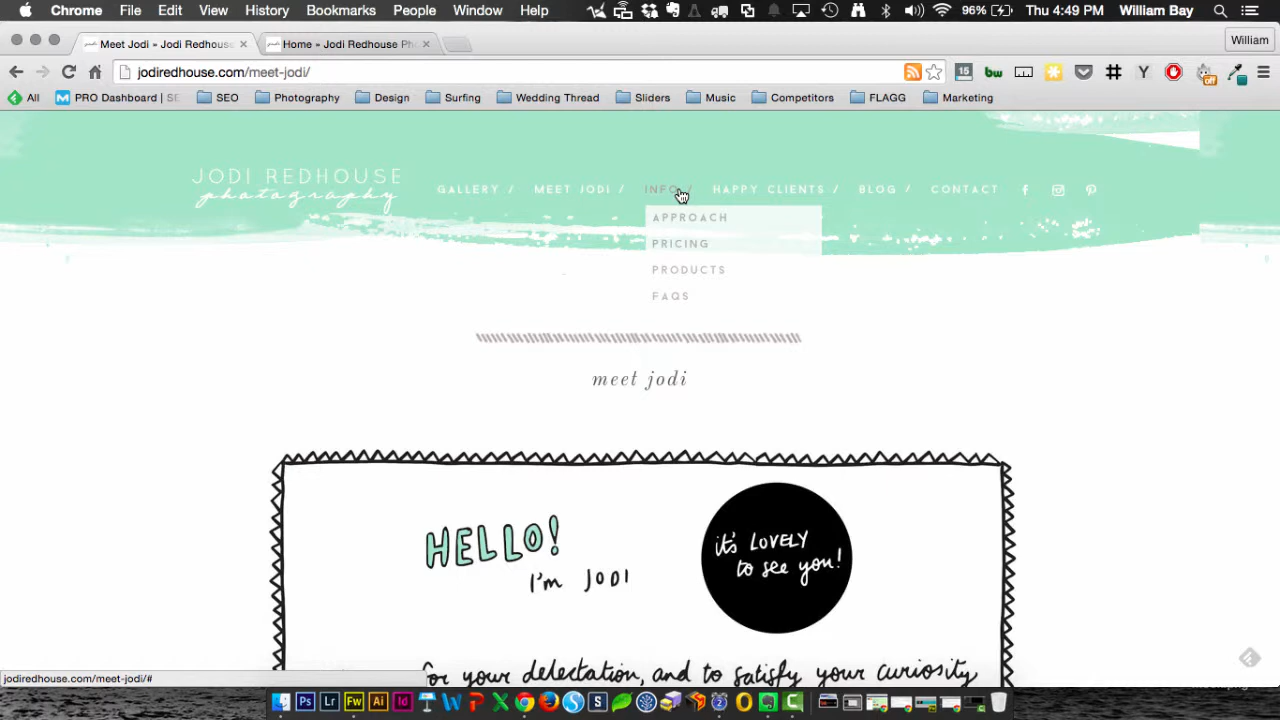 Chrome File Edit View History Bookmarks People Window Help 96% Thu 4:49 PM William Bay
Meet Jodi » Jodi Redhouse Home » Jodi Redhouse Ph William
jodiredhouse.com/meet-jodi/
All PRO Dashboard | SE SEO Photography Design Surfing Wedding Thread Sliders Music Competitors FLAGG Marketing
JODI REDHOUSE
photography
GALLERY / MEET JODI / INFO / HAPPY CLIENTS / BLOG / CONTACT
APPROACH
PRICING
PRODUCTS
FAQS
meet jodi
HELLO!
I'm JODI
it's LOVELY
to see you!
for your delectation, and to satisfy your curiosity
jodiredhouse.com/meet-jodi/#